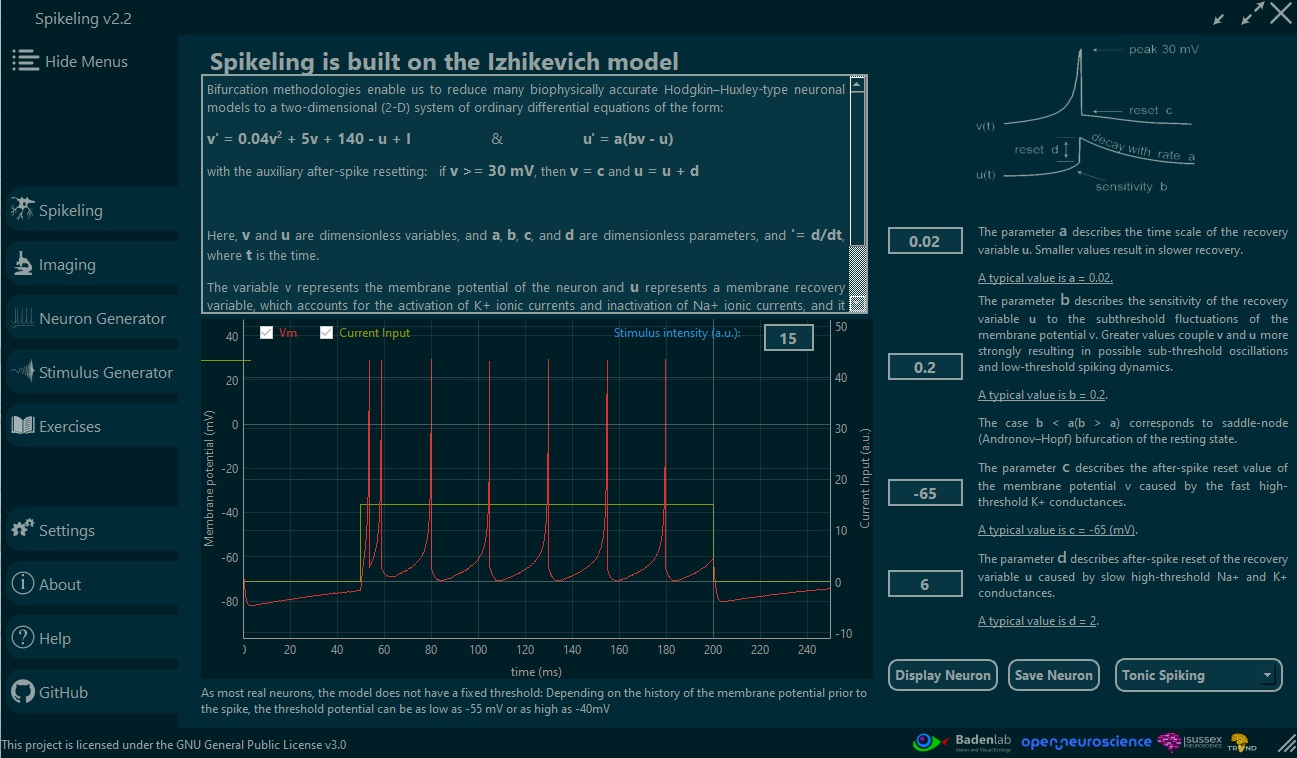 Spikeling v2.2
Hide Menus
Spikeling
Imaging
Neuron Generator
Stimulus Generator
Exercises
Settings
About
Help
GitHub
Spikeling is built on the Izhikevich model
Bifurcation methodologies enable us to reduce many biophysically accurate Hodgkin–Huxley-type neuronal
models to a two-dimensional (2-D) system of ordinary differential equations of the form:
v' = 0.04v² + 5v + 140 - u + I & u' = a(bv - u)
with the auxiliary after-spike resetting: if v >= 30 mV, then v = c and u = u + d
Here, v and u are dimensionless variables, and a, b, c, and d are dimensionless parameters, and '= d/dt,
where t is the time.
The variable v represents the membrane potential of the neuron and u represents a membrane recovery
variable, which accounts for the activation of K+ ionic currents and inactivation of Na+ ionic currents, and it
Vm
Current Input
Stimulus intensity (a.u.):
15
40
20
0
-20
-40
-60
-80
Membrane potential (mV)
50
40
30
20
10
0
-10
Current Input (a.u.)
20 40 60 80 100 120 140 160 180 200 220 240
time (ms)
As most real neurons, the model does not have a fixed threshold: Depending on the history of the membrane potential prior to
the spike, the threshold potential can be as low as -55 mV or as high as -40mV
peak 30 mV
reset c
v(t)
reset d
decay with rate a
u(t)
sensitivity b
0.02
The parameter a describes the time scale of the recovery
variable u. Smaller values result in slower recovery.
A typical value is a = 0.02.
0.2
The parameter b describes the sensitivity of the recovery
variable u to the subthreshold fluctuations of the
membrane potential v. Greater values couple v and u more
strongly resulting in possible sub-threshold oscillations
and low-threshold spiking dynamics.
A typical value is b = 0.2.
The case b < a(b > a) corresponds to saddle-node
(Andronov–Hopf) bifurcation of the resting state.
-65
The parameter c describes the after-spike reset value of
the membrane potential v caused by the fast high-
threshold K+ conductances.
A typical value is c = -65 (mV).
6
The parameter d describes after-spike reset of the recovery
variable u caused by slow high-threshold Na+ and K+
conductances.
A typical value is d = 2.
Display Neuron
Save Neuron
Tonic Spiking
This project is licensed under the GNU General Public License v3.0
Badenlab
Vision and Visual Ecology
openneuroscience
SUSSEX
NEUROSCIENCE
TREND